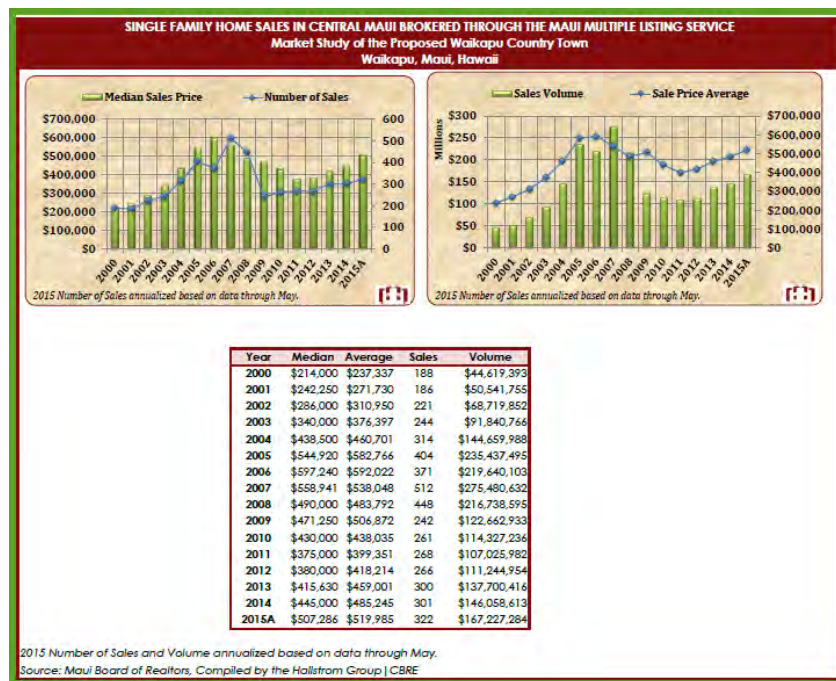 SINGLE FAMILY HOME SALES IN CENTRAL MAUI BROKERED THROUGH THE MAUI MULTIPLE LISTING SERVICE
Market Study of the Proposed Waikapu Country Town
Waikapu, Maui, Hawaii
Median Sales Price Number of Sales
$700,000 600
$600,000 500
$500,000 400
$400,000 300
$300,000
$200,000 200
$100,000 100
$0 0
2000 2001 2002 2003 2004 2005 2006 2007 2008 2009 2010 2011 2012 2013 2014 2015A
2015 Number of Sales annualized based on data through May.
Sales Volume Sale Price Average
Millions
$300 $700,000
$250 $600,000
$200 $500,000
$150 $400,000
$300,000
$100 $200,000
$50 $100,000
$0 $0
2000 2001 2002 2003 2004 2005 2006 2007 2008 2009 2010 2011 2012 2013 2014 2015A
2015 Number of Sales annualized based on data through May.
Year Median Average Sales Volume
2000 $214,000 $237,337 188 $44,619,393
2001 $242,250 $271,730 186 $50,541,755
2002 $286,000 $310,950 221 $68,719,852
2003 $340,000 $376,397 244 $91,840,766
2004 $438,500 $460,701 314 $144,659,988
2005 $544,920 $582,766 404 $235,437,495
2006 $597,240 $592,022 371 $219,640,103
2007 $558,941 $538,048 512 $275,480,632
2008 $490,000 $483,792 448 $216,738,595
2009 $471,250 $506,872 242 $122,662,933
2010 $430,000 $438,035 261 $114,327,236
2011 $375,000 $399,351 268 $107,025,982
2012 $380,000 $418,214 266 $111,244,954
2013 $415,630 $459,001 300 $137,700,416
2014 $445,000 $485,245 301 $146,058,613
2015A $507,286 $519,985 322 $167,227,284
2015 Number of Sales and Volume annualized based on data through May.
Source: Maui Board of Realtors, Compiled by the Hallstrom Group | CBRE